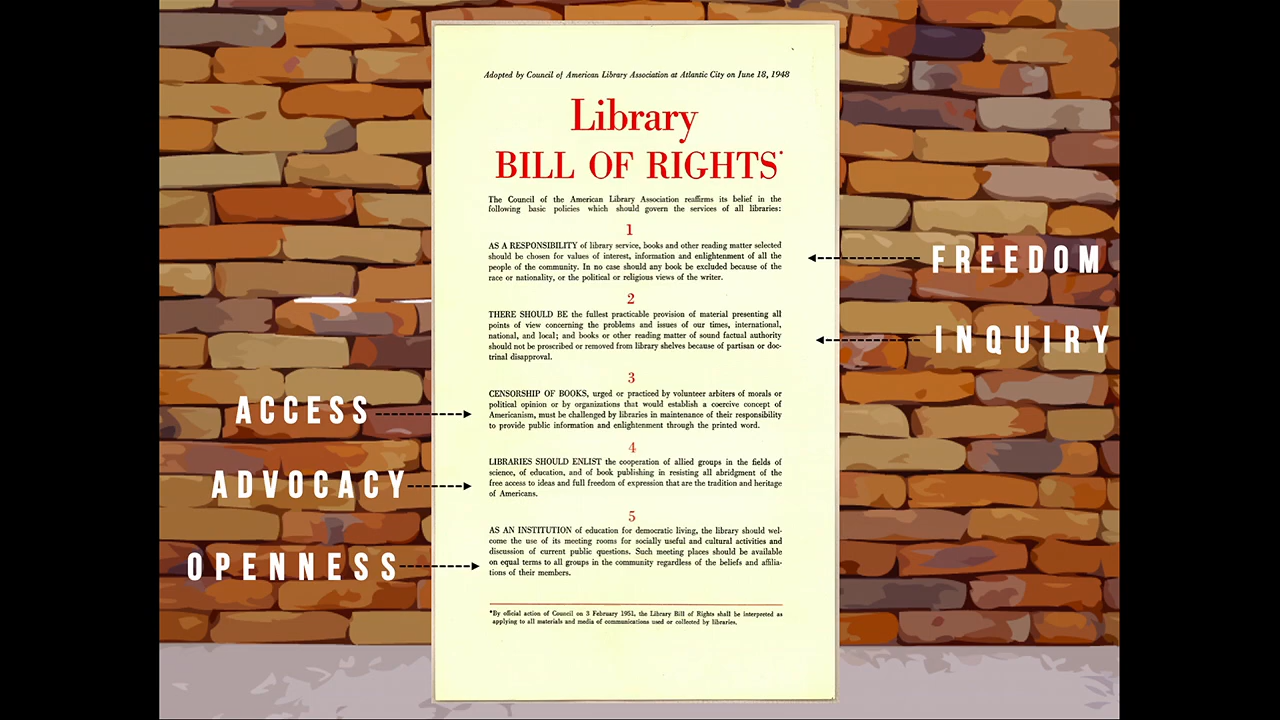 Adopted by Council of American Library Association at Atlantic City on June 18, 1948
Library
BILL OF RIGHTS*
The Council of the American Library Association reaffirms its belief in the
following basic policies which should govern the services of all libraries:
1
AS A RESPONSIBILITY of library service, books and other reading matter selected
should be chosen for values of interest, information and enlightenment of all the
people of the community. In no case should any book be excluded because of the
race or nationality, or the political or religious views of the writer.
FREEDOM
2
THERE SHOULD BE the fullest practicable provision of material presenting all
points of view concerning the problems and issues of our times, international,
national, and local; and books or other reading matter of sound factual authority
should not be proscribed or removed from library shelves because of partisan or doc-
trinal disapproval.
INQUIRY
3
CENSORSHIP OF BOOKS, urged or practiced by volunteer arbiters of morals or
political opinion or by organizations that would establish a coercive concept of
Americanism, must be challenged by libraries in maintenance of their responsibility
to provide public information and enlightenment through the printed word.
ACCESS
4
LIBRARIES SHOULD ENLIST the cooperation of allied groups in the fields of
science, of education, and of book publishing in resisting all abridgment of the
free access to ideas and full freedom of expression that are the tradition and heritage
of Americans.
ADVOCACY
5
AS AN INSTITUTION of education for democratic living, the library should wel-
come the use of its meeting rooms for socially useful and cultural activities and
discussion of current public questions. Such meeting places should be available
on equal terms to all groups in the community regardless of the beliefs and affilia-
tions of their members.
OPENNESS
*By official action of Council on 3 February 1951, the Library Bill of Rights shall be interpreted as
applying to all materials and media of communications used or collected by libraries.